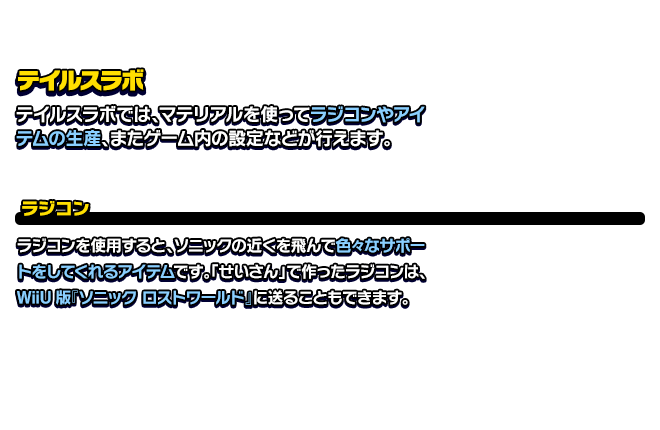 テイルスラボ
テイルスラボでは、マテリアルを使ってラジコンやアイ
テムの生産、またゲーム内の設定などが行えます。
ラジコン
ラジコンを使用すると、ソニックの近くを飛んで色々なサポー
トをしてくれるアイテムです。「せいさん」で作ったラジコンは、
WiiU 版『ソニック ロストワールド』に送ることもできます。